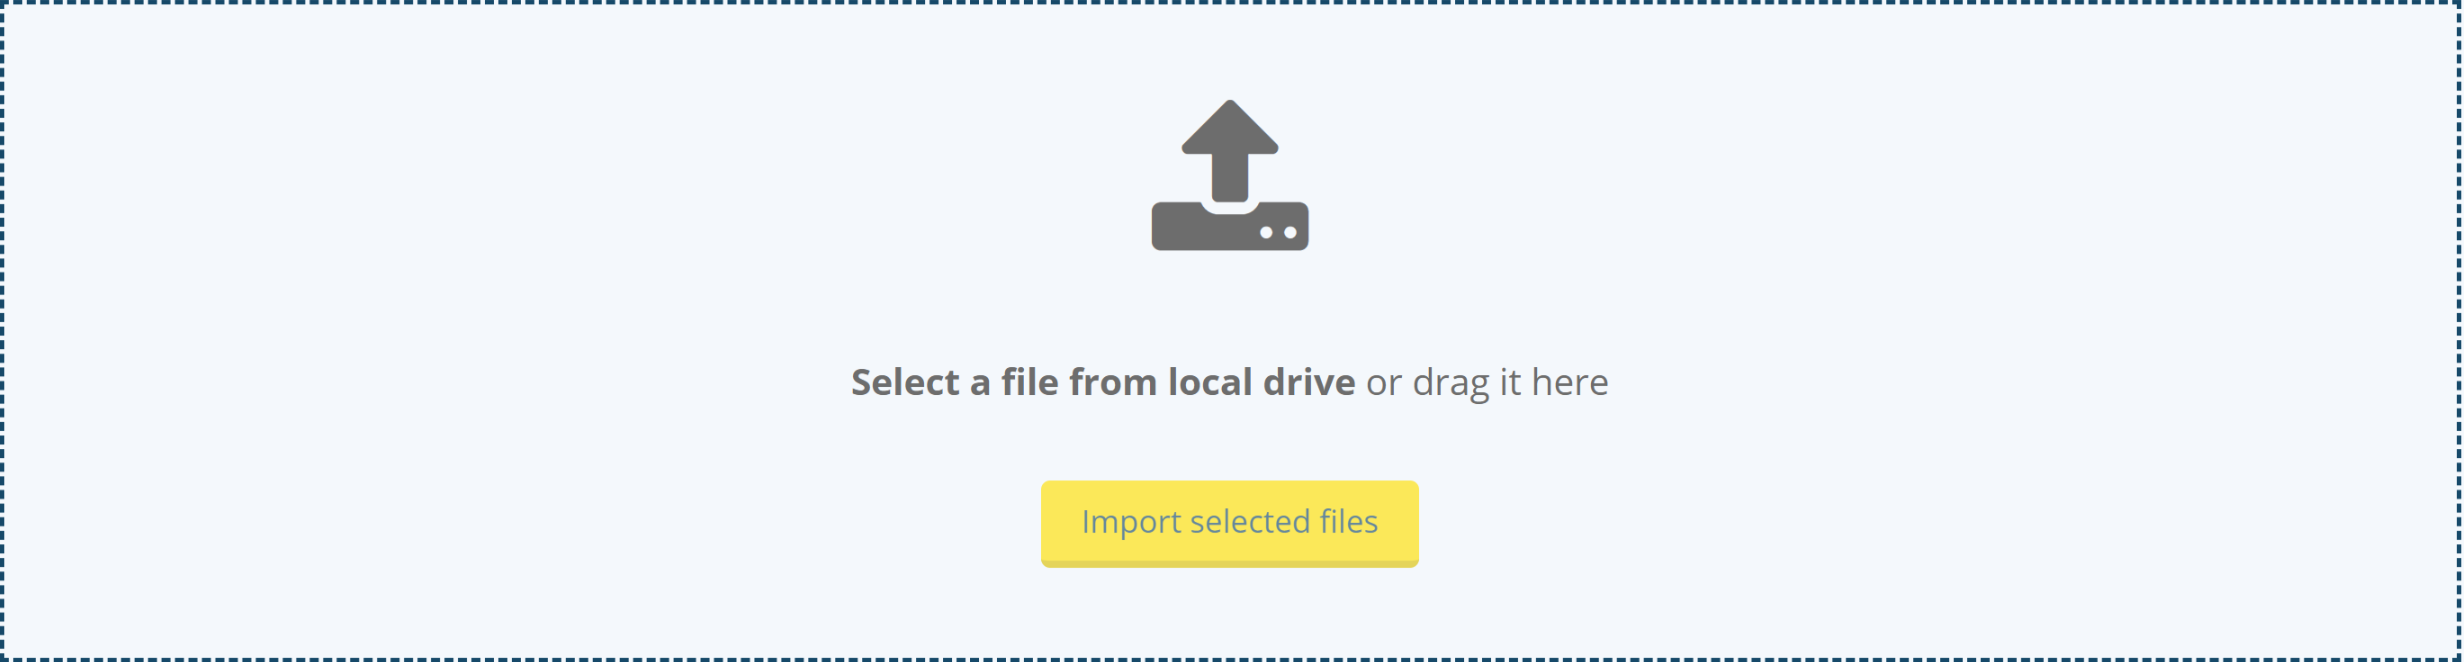 Select a file from local drive or drag it here
Import selected files